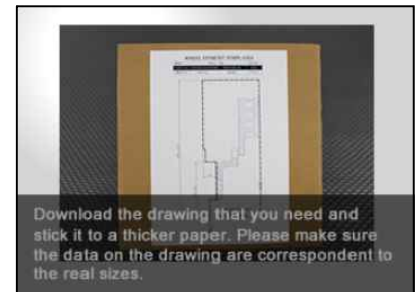 Download the drawing that you need and
stick it to a thicker paper. Please make sure
the data on the drawing are correspondent to
the real sizes.